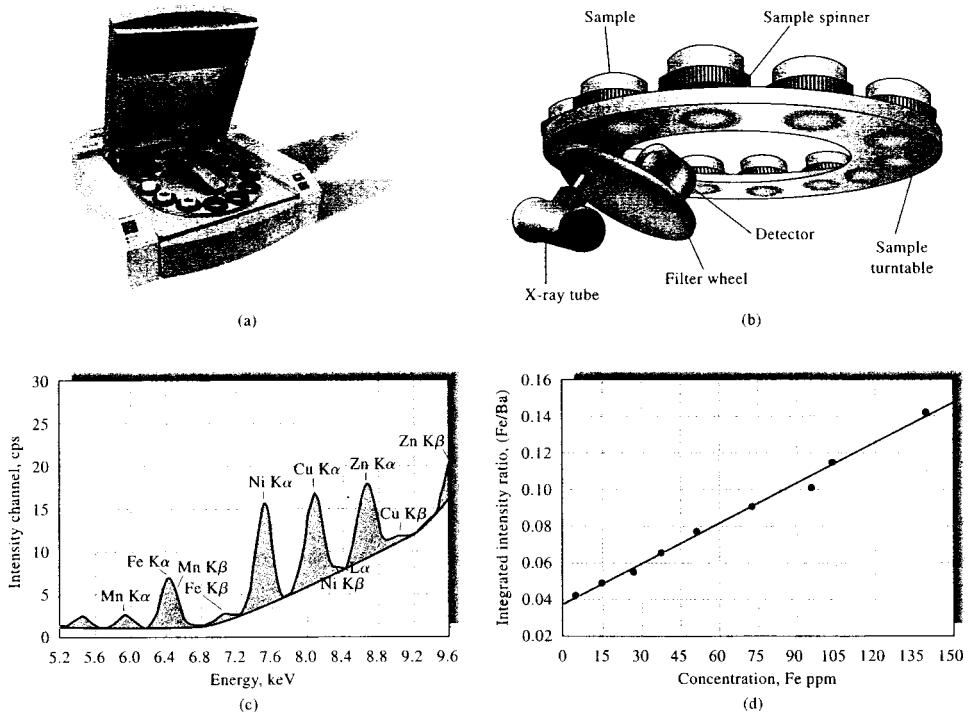 Sample
Sample spinner
Detector
Sample
turntable
Filter wheel
X-ray tube
(a)
(b)
30
25
20
15
10
5
0
Intensity channel, cps
Zn Kβ
Cu Kα
Zn Kα
Ni Kα
Cu Kβ
Fe Kα
Mn Kβ
Lα
Mn Kα
Fe Kβ
Ni Kβ
5.2 5.6 6.0 6.4 6.8 7.2 7.6 8.0 8.4 8.8 9.2 9.6
Energy, keV
(c)
0.16
0.14
0.12
0.10
0.08
0.06
0.04
0.02
Integrated intensity ratio, (Fe/Ba)
0 15 30 45 60 75 90 105 120 135 150
Concentration, Fe ppm
(d)